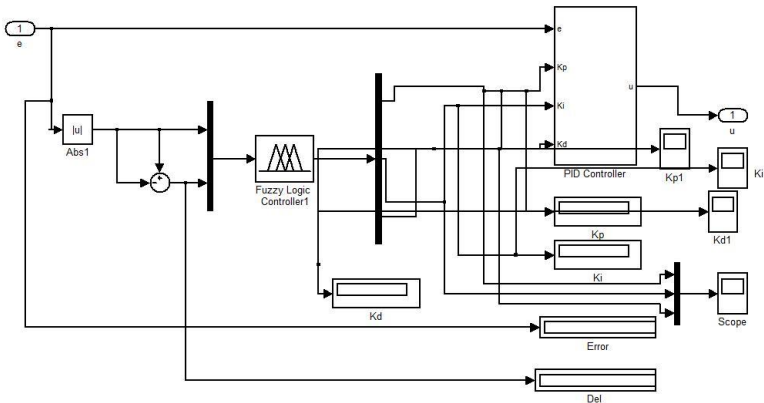 1
e
|u|
Abs1
+
-
Fuzzy Logic
Controller1
e
Kp
Ki
Kd
u
PID Controller
1
u
Kp1
Ki
Kp
Kd1
Ki
Kd
Scope
Error
Del